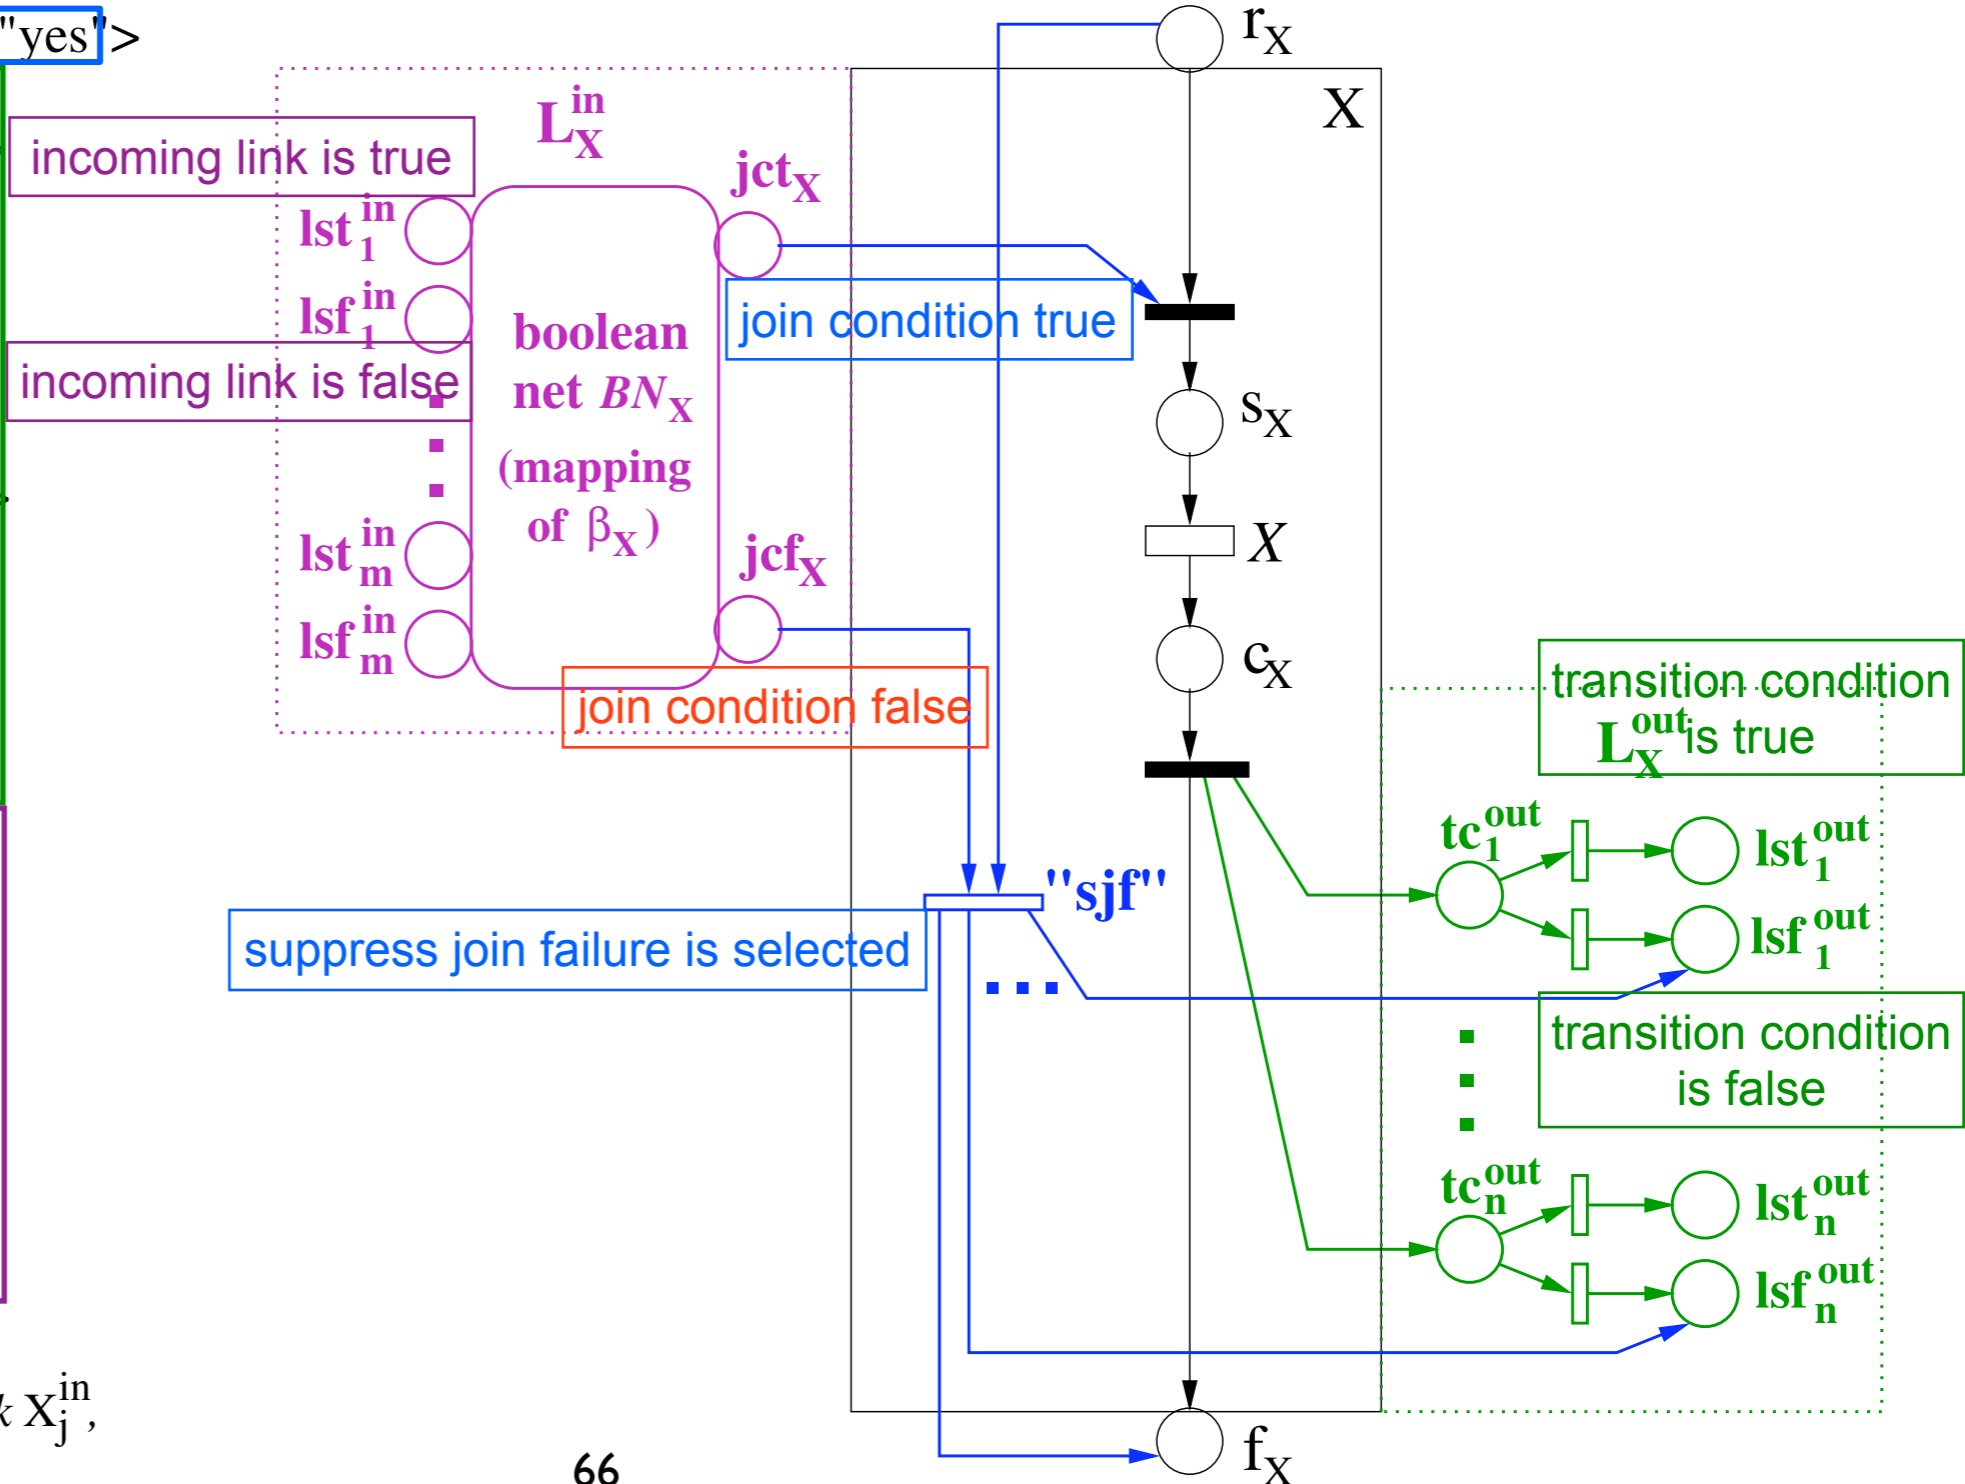 "yes">
r_X
X
L_X^in
incoming link is true
jct_X
lst_1^in
lsf_1^in
join condition true
boolean
net BN_X
(mapping
of β_X)
incoming link is false
s_X
X
lst_m^in
lsf_m^in
jcf_X
c_X
join condition false
transition condition
is true
L_X^out
tc_1^out
lst_1^out
lsf_1^out
"sjf"
suppress join failure is selected
...
transition condition
is false
tc_n^out
lst_n^out
lsf_n^out
k X_j^in,
66
f_X